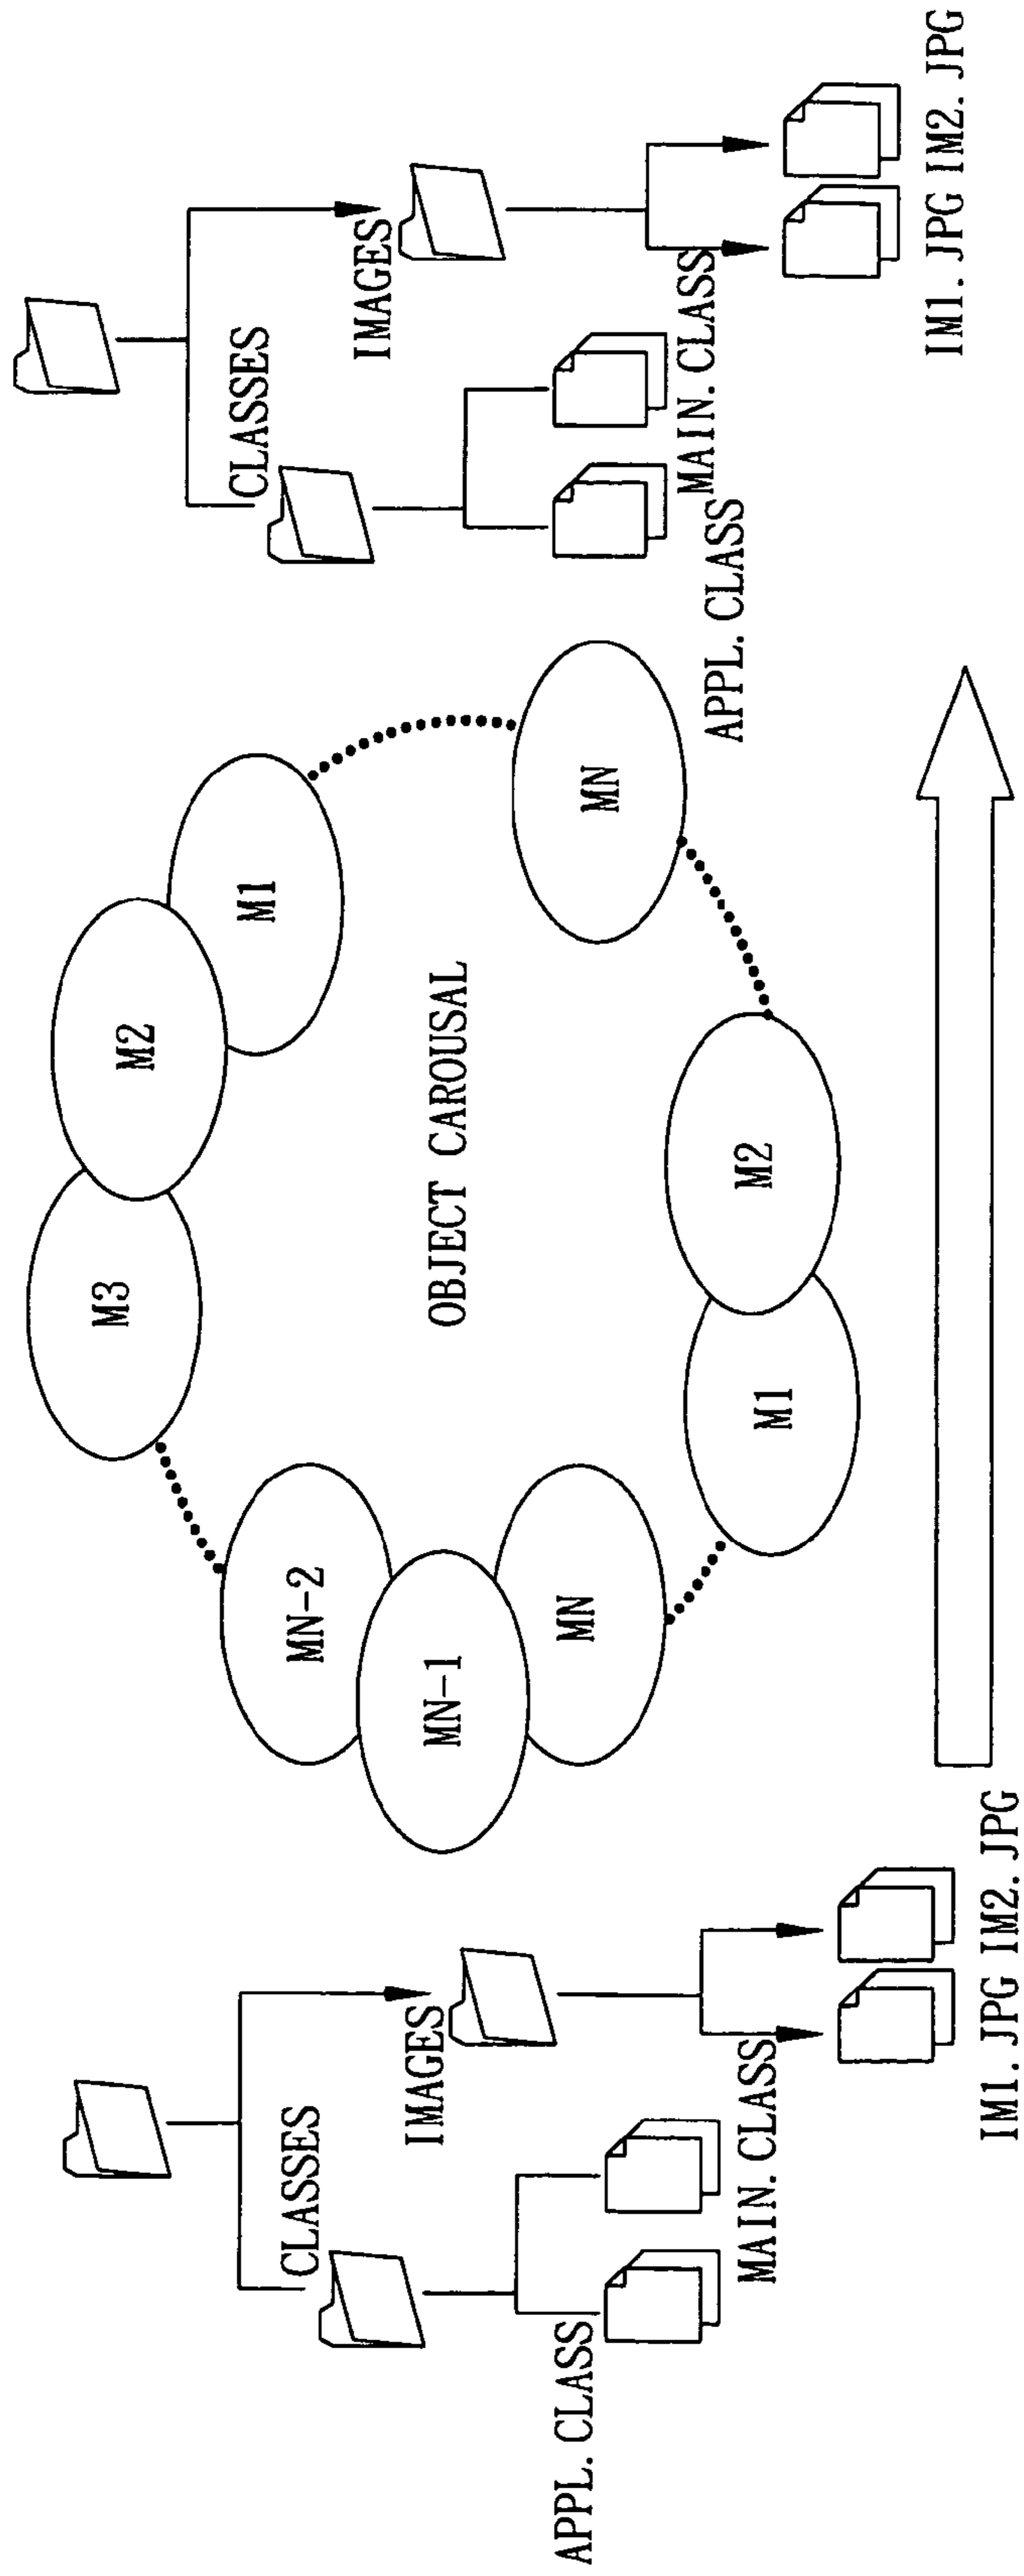 CLASSES
IMAGES
APPL. CLASS
MAIN. CLASS
IM1. JPG IM2. JPG
M3
M2
M1
MN-2
MN-1
MN
OBJECT CAROUSAL
MN
M1
M2
CLASSES
IMAGES
MAIN. CLASS
APPL. CLASS
IM1. JPG IM2. JPG